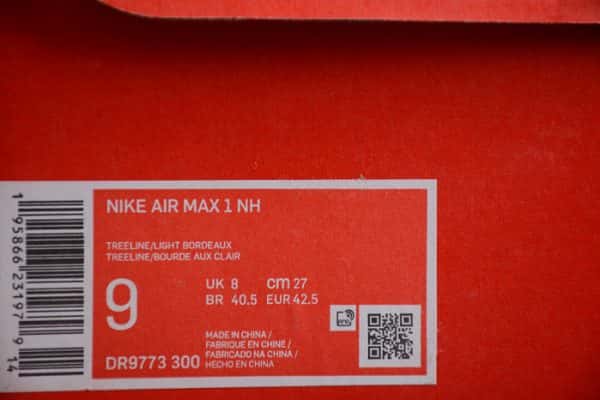 NIKE AIR MAX 1 NH
TREELINE/LIGHT BORDEAUX
TREELINE/BOURDE AUX CLAIR
9
UK 8 cm 27
BR 40.5 EUR 42.5
MADE IN CHINA /
FABRIQUE EN CHINE /
FABRICADO NA CHINA /
HECHO EN CHINA
DR9773 300
1 95866 23197 9 14